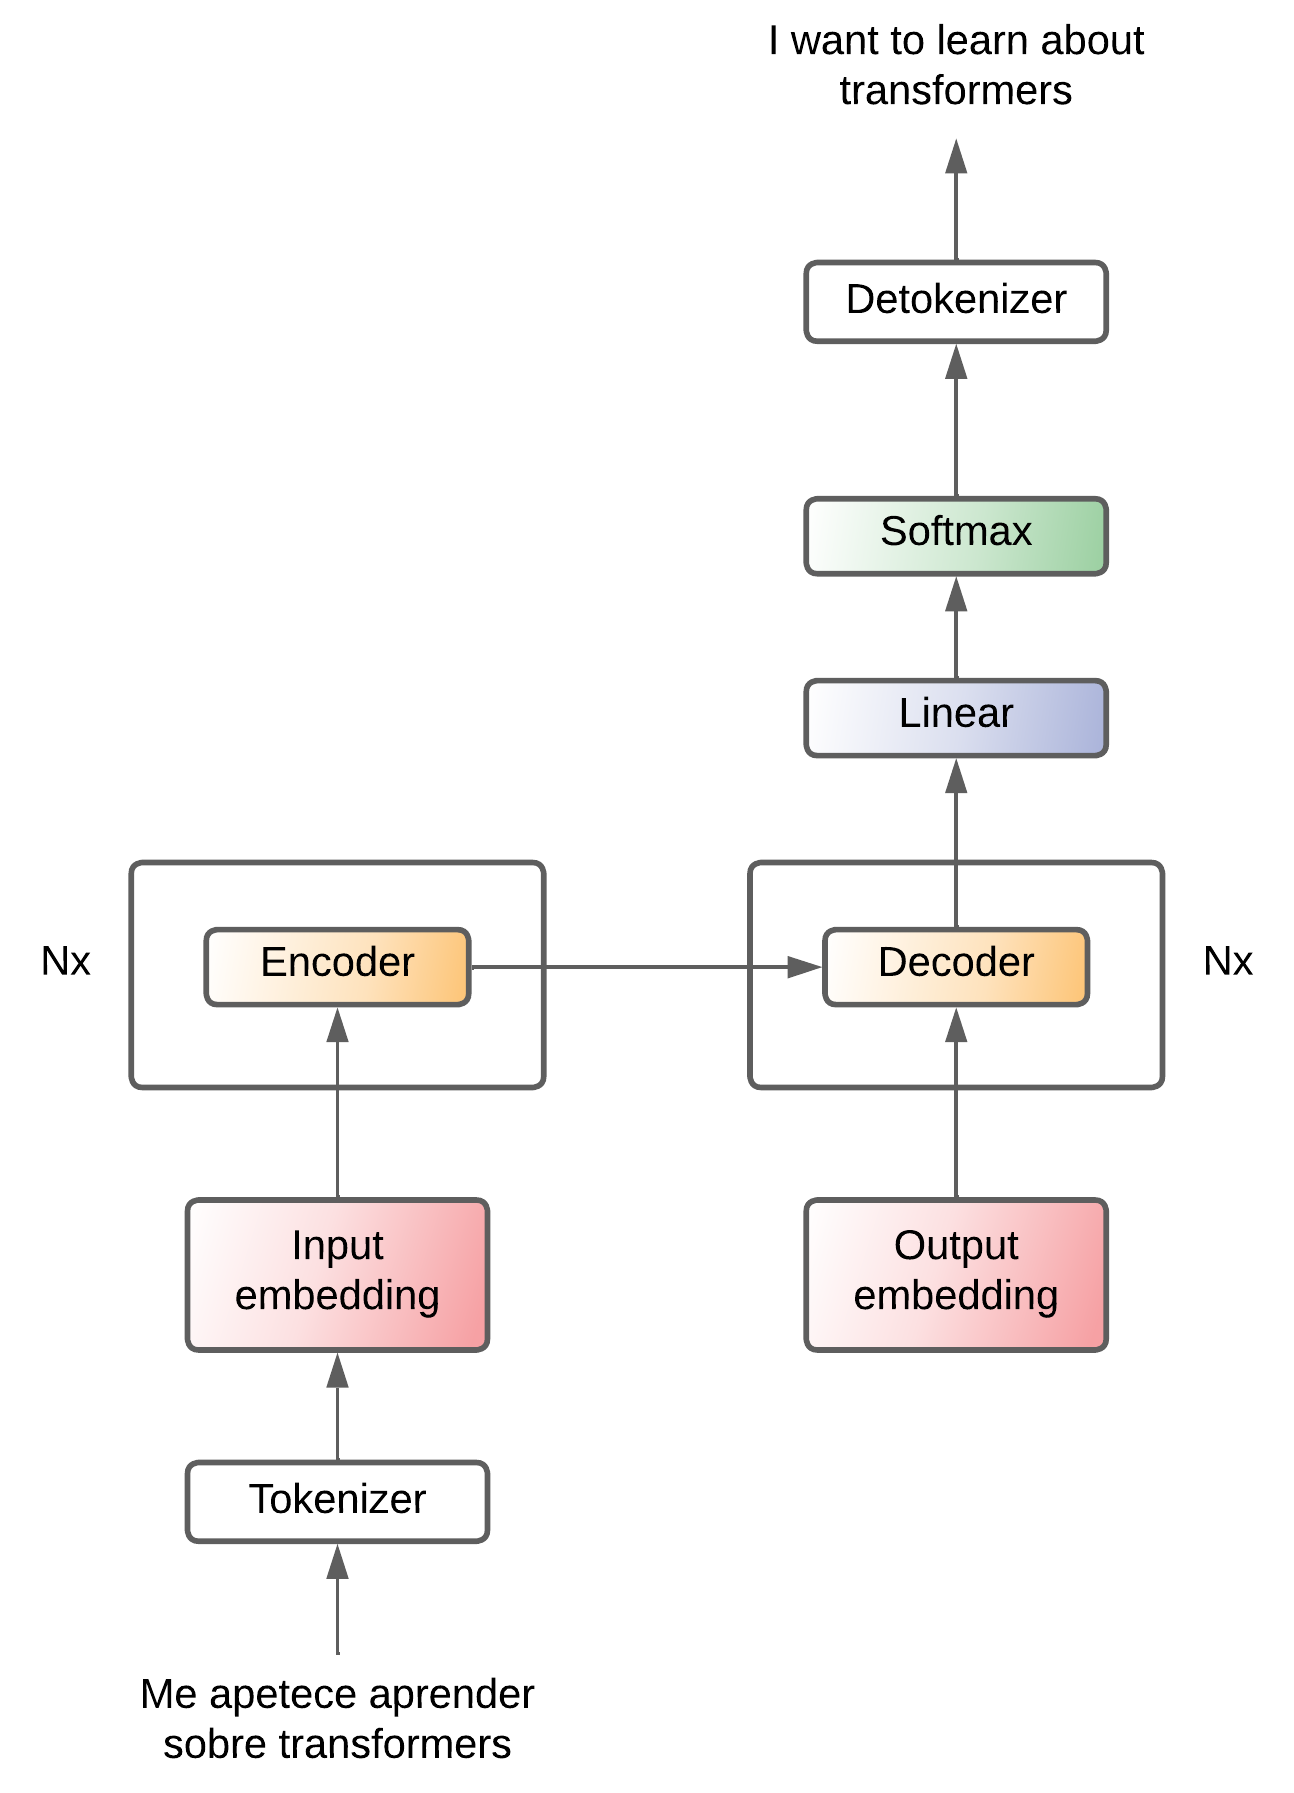 I want to learn about
transformers
Detokenizer
Softmax
Linear
Nx
Encoder
Decoder
Nx
Input
embedding
Output
embedding
Tokenizer
Me apetece aprender
sobre transformers